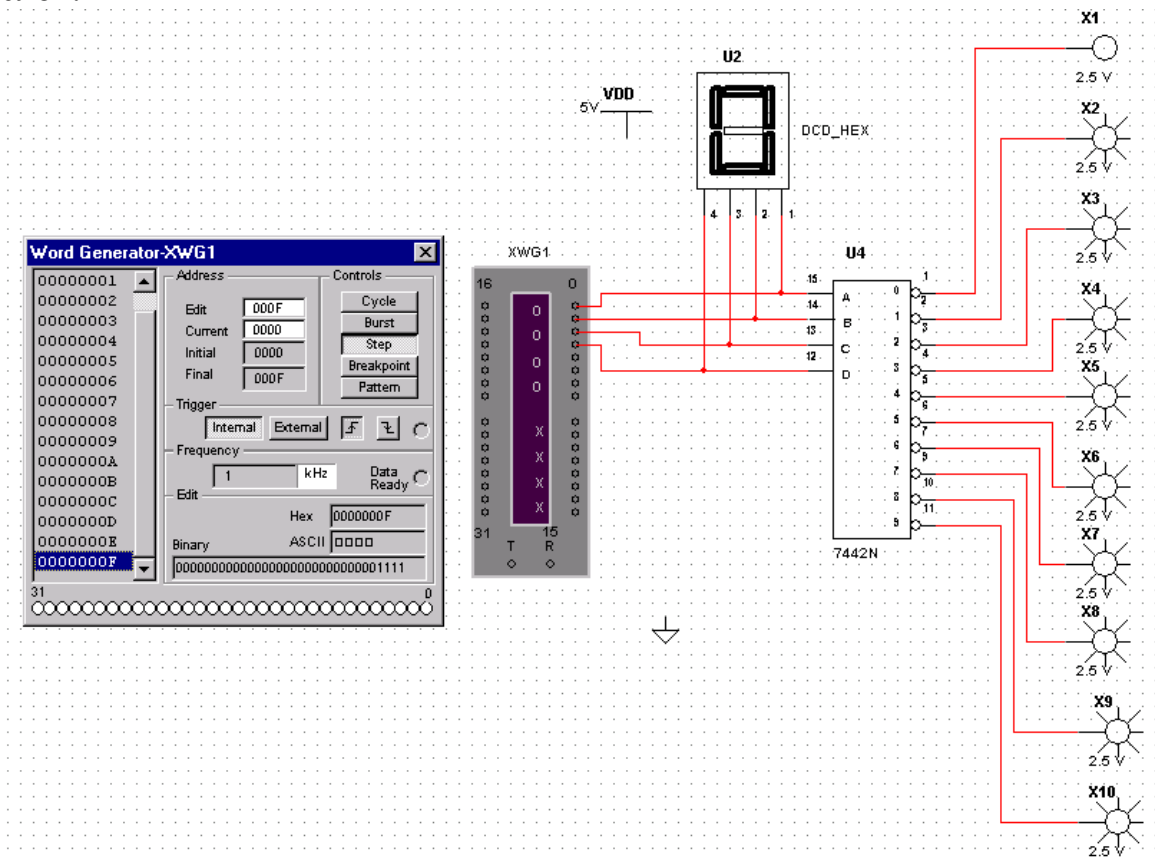 Word Generator-XWG1
00000001
00000002
00000003
00000004
00000005
00000006
00000007
00000008
00000009
0000000A
0000000B
0000000C
0000000D
0000000E
0000000F
Address
Edit 000F
Current 0000
Initial 0000
Final 000F
Controls
Cycle
Burst
Step
Breakpoint
Pattern
Trigger
Internal External
Frequency
1 kHz
Data
Ready
Edit
Hex 0000000F
Binary ASCII
00000000000000000000000000001111
31 0
XWG1
16 0
O
O
O
O
X
X
X
X
31 15
T R
VDD
5V
U2
DCD_HEX
4 3 2 1
U4
15 A
14 B
13 C
12 D
0 1
1 2
2 3
3 4
4 5
5 6
6 7
7 9
8 10
9 11
7442N
X1
2.5 V
X2
2.5 V
X3
2.5 V
X4
2.5 V
X5
2.5 V
X6
2.5 V
X7
2.5 V
X8
2.5 V
X9
2.5 V
X10
2.5 V